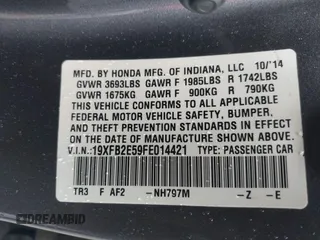 MFD. BY HONDA MFG. OF INDIANA, LLC 10/'14
GVWR 3693LBS GAWR F 1985LBS R 1742LBS
GVWR 1675KG GAWR F 900KG R 790KG
THIS VEHICLE CONFORMS TO ALL APPLICABLE
FEDERAL MOTOR VEHICLE SAFETY, BUMPER,
AND THEFT PREVENTION STANDARDS IN EFFECT
ON THE DATE OF MANUFACTURE SHOWN ABOVE.
V.I.N: 19XFB2E59FE014421 TYPE: PASSENGER CAR
TR3 F AF2 -NH797M -Z -E
BIDHISTORY